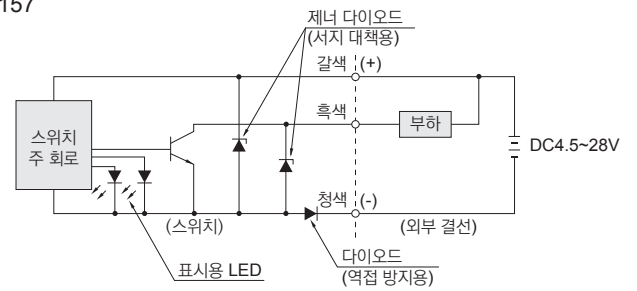 157
제너 다이오드
(서지 대책용)
갈색 (+)
흑색
부하
스위치
주 회로
DC4.5~28V
청색 (-)
(스위치)
(외부 결선)
표시용 LED
다이오드
(역접 방지용)